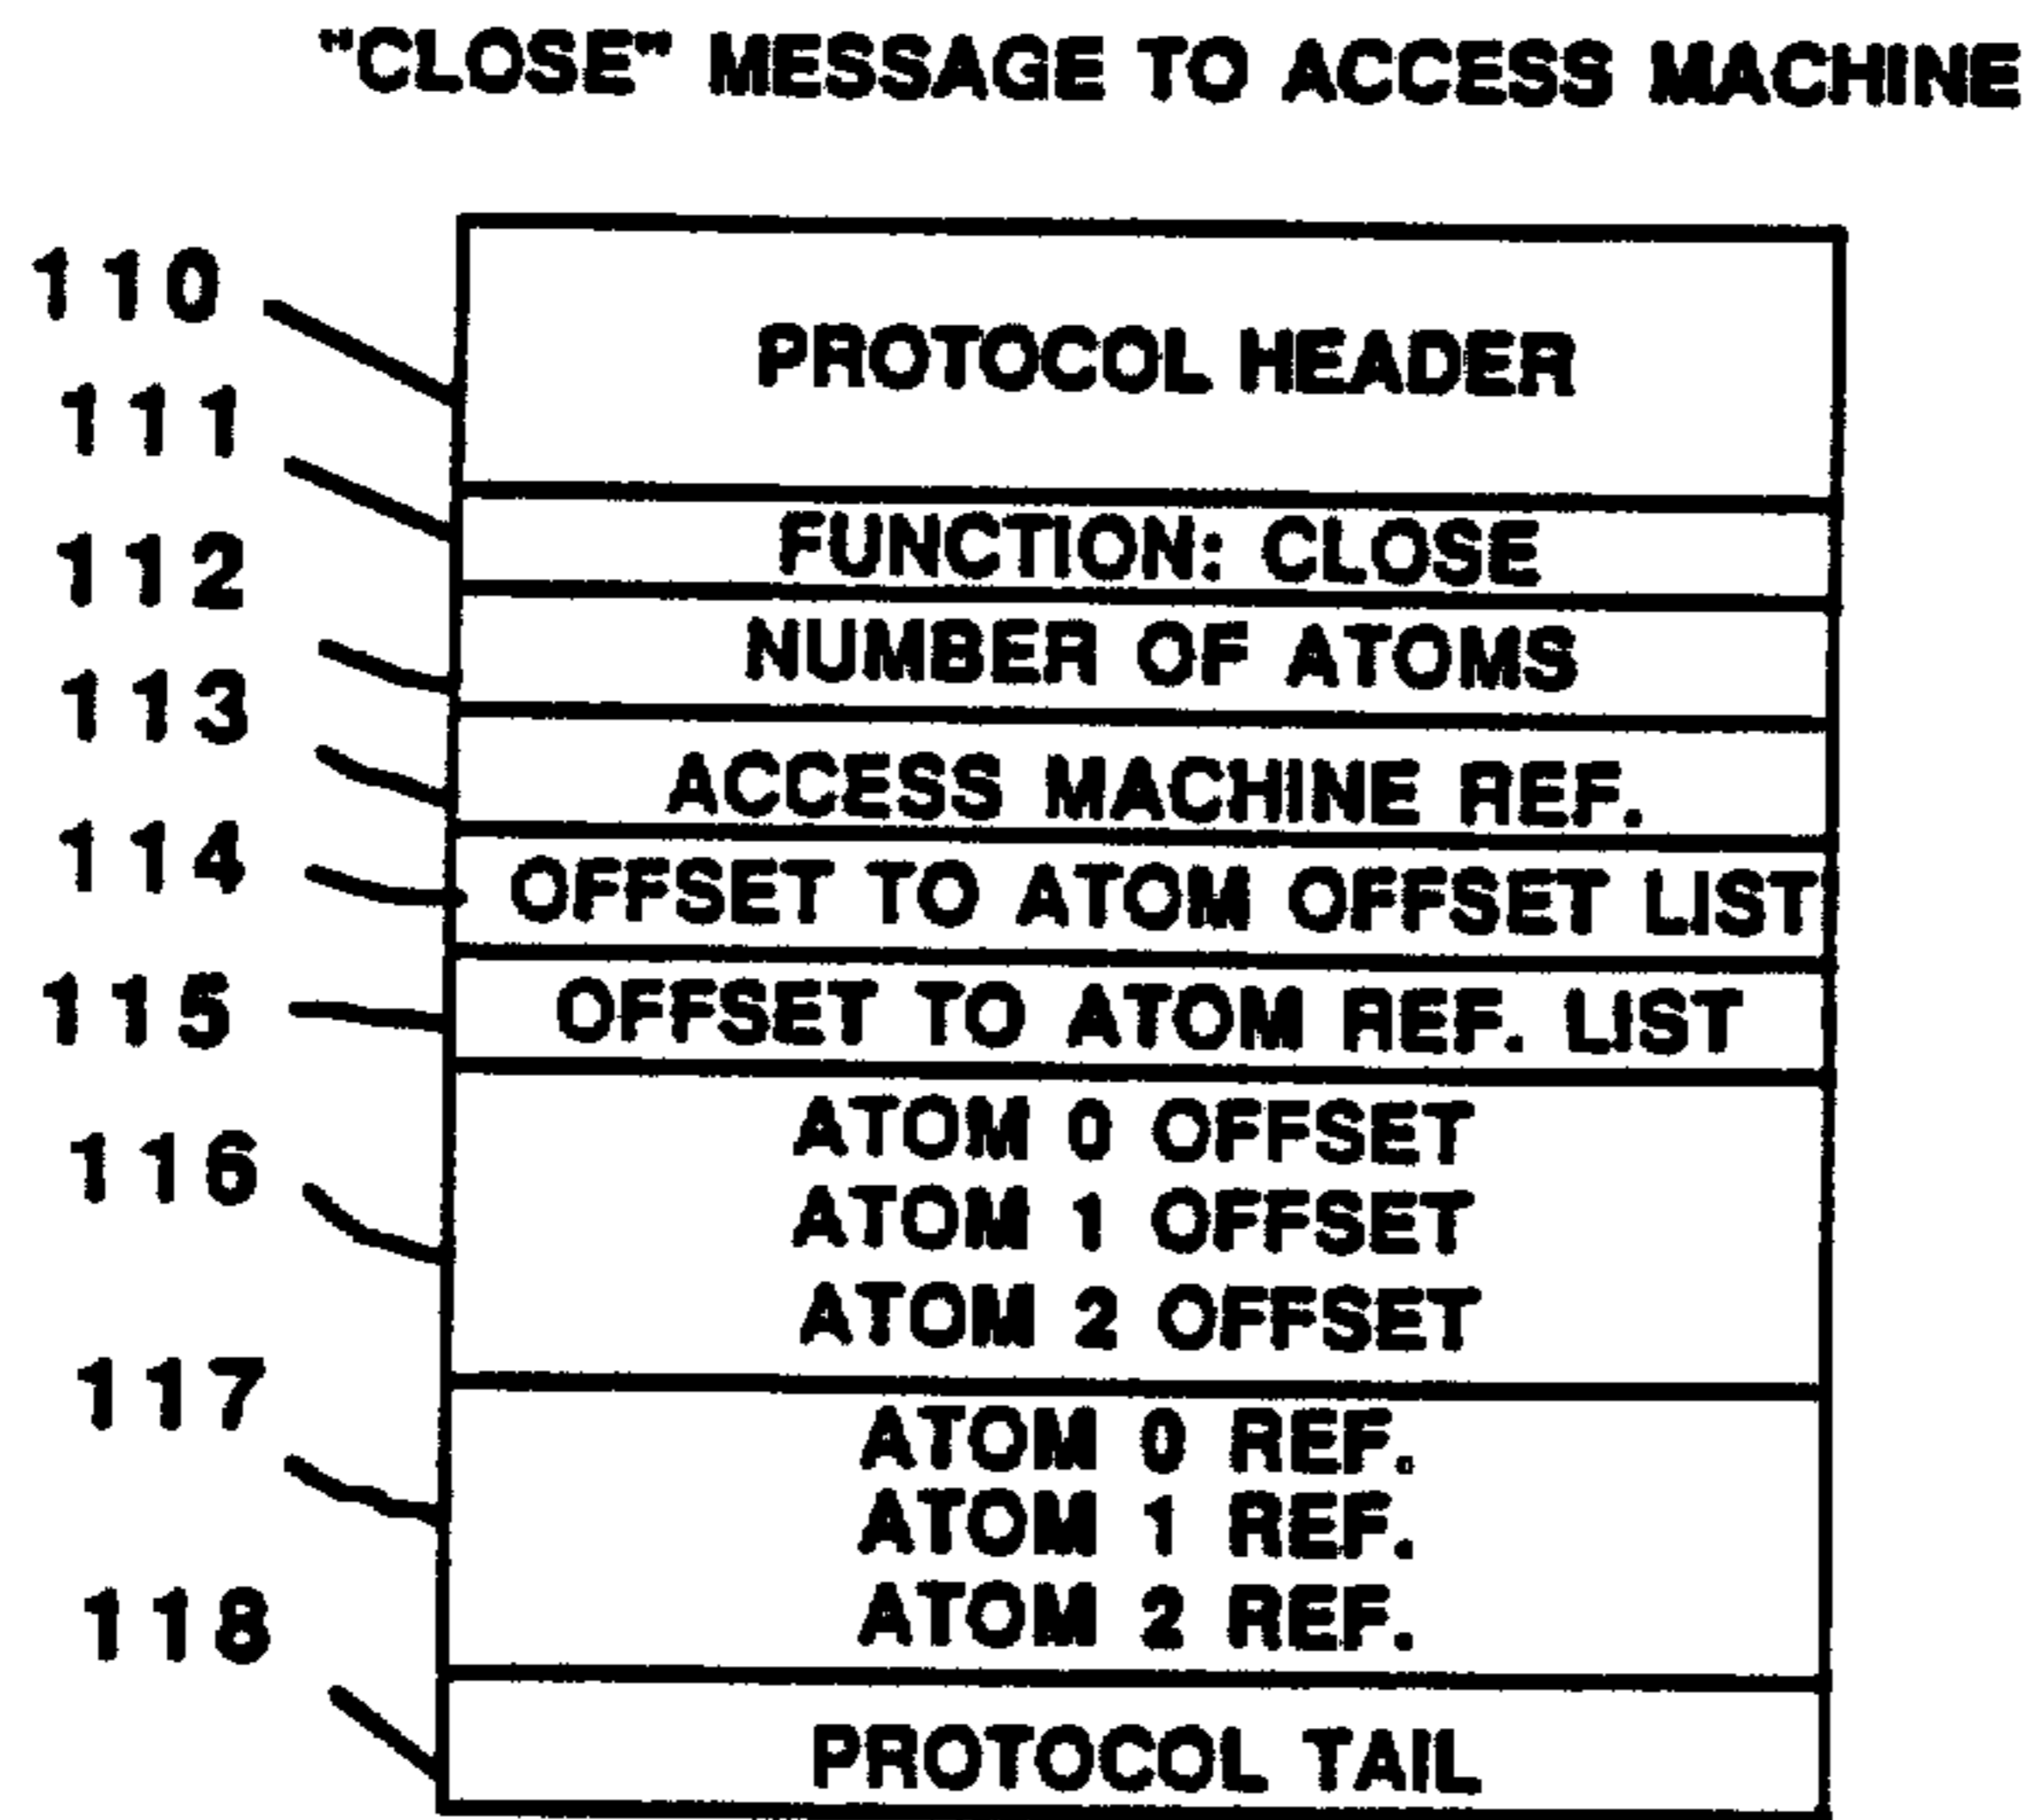 "CLOSE" MESSAGE TO ACCESS MACHINE
110
PROTOCOL HEADER
111
FUNCTION: CLOSE
112
NUMBER OF ATOMS
113
ACCESS MACHINE REF.
114
OFFSET TO ATOM OFFSET LIST
115
OFFSET TO ATOM REF. LIST
116
ATOM 0 OFFSET
ATOM 1 OFFSET
ATOM 2 OFFSET
117
ATOM 0 REF.
ATOM 1 REF.
ATOM 2 REF.
118
PROTOCOL TAIL